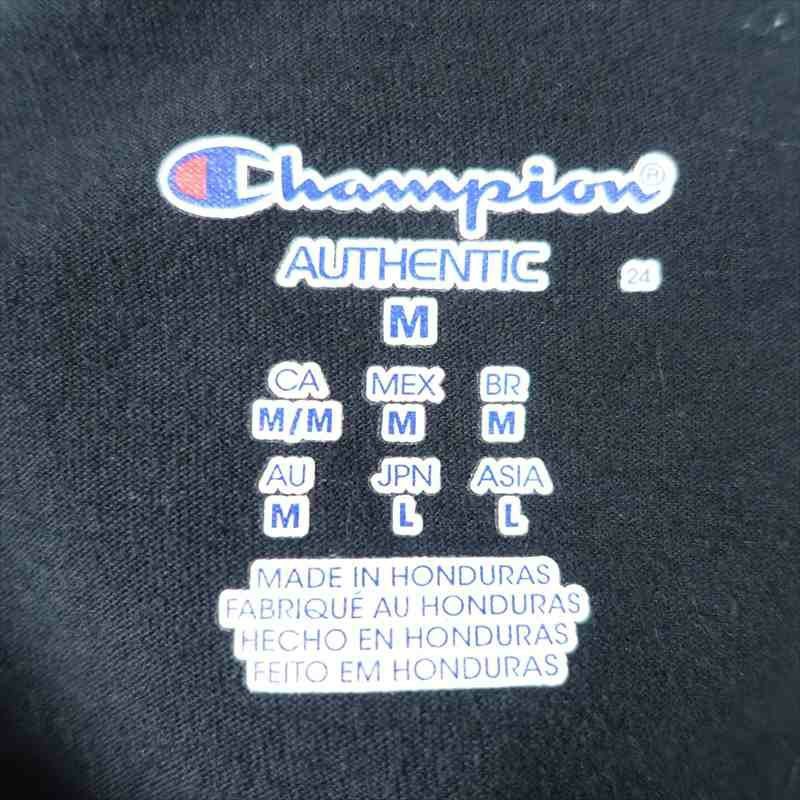 Champion®
AUTHENTIC 24
M
CA MEX BR
M/M M M
AU JPN ASIA
M L L
MADE IN HONDURAS
FABRIQUÉ AU HONDURAS
HECHO EN HONDURAS
FEITO EM HONDURAS